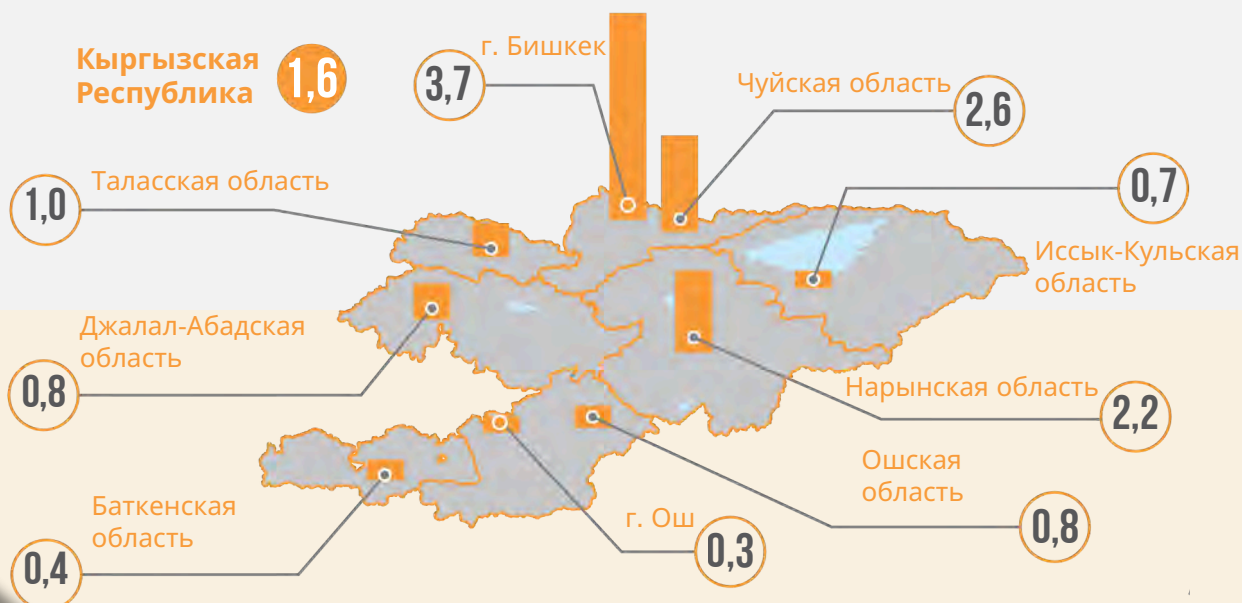 Кыргызская
Республика
1,6
г. Бишкек
3,7
Чуйская область
2,6
Таласская область
1,0
0,7
Иссык-Кульская
область
Джалал-Абадская
область
0,8
Нарынская область
2,2
Ошская
область
0,8
Баткенская
область
0,4
г. Ош
0,3